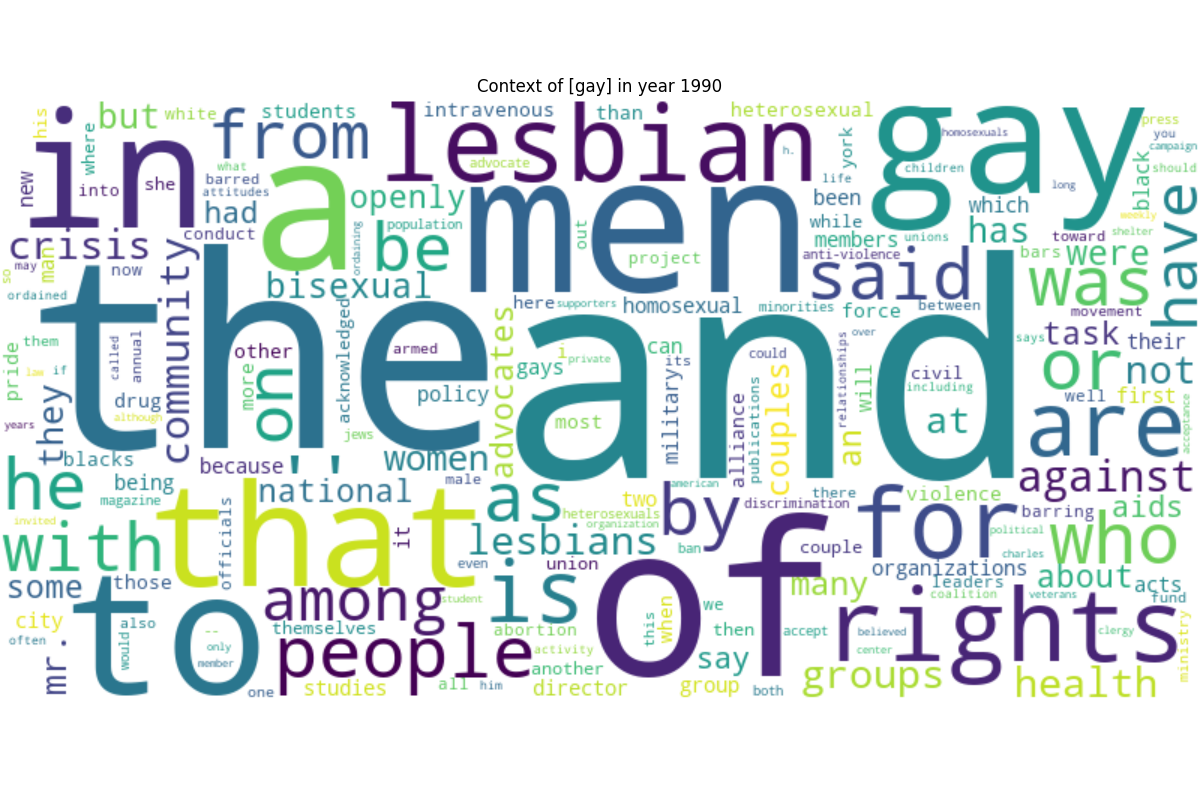 Context of [gay] in year 1990
in
from
lesbian
gay
a
men
the
and
that
of
to
rights
people
among
is
for
by
who
are
have
was
said
or
as
with
he
on
be
''
his
but
white
students
intravenous
than
heterosexual
press
you
homosexuals
campaign
york
h.
where
what
advocate
new
into
she
barred
attitudes
had
conduct
openly
population
ordaining
out
life
been
while
members
unions
children
long
which
has
toward
black
should
weekly
shelter
bars
were
anti-violence
project
crisis
man
may
so
now
ordained
community
bisexual
here
supporters
homosexual
minorities
force
between
movement
says
task
their
not
them
pride
law
if
called
annual
other
acknowledged
armed
advocates
i
private
can
its
could
over
relationships
civil
including
well
first
acceptance
drug
although
they
years
more
policy
gays
most
military
alliance
publications
couples
will
an
at
jews
blacks
because
women
being
magazine
invited
national
officials
male
american
two
heterosexuals
organization
discrimination
there
violence
against
aids
barring
political
it
lesbians
ban
couple
charles
some
those
even
union
organizations
leaders
coalition
veterans
about
acts
fund
many
student
city
also
often
would
mr.
--
only
member
themselves
abortion
activity
another
this
when
we
then
accept
believed
center
clergy
ministry
say
one
studies
all
him
director
group
both
groups
health